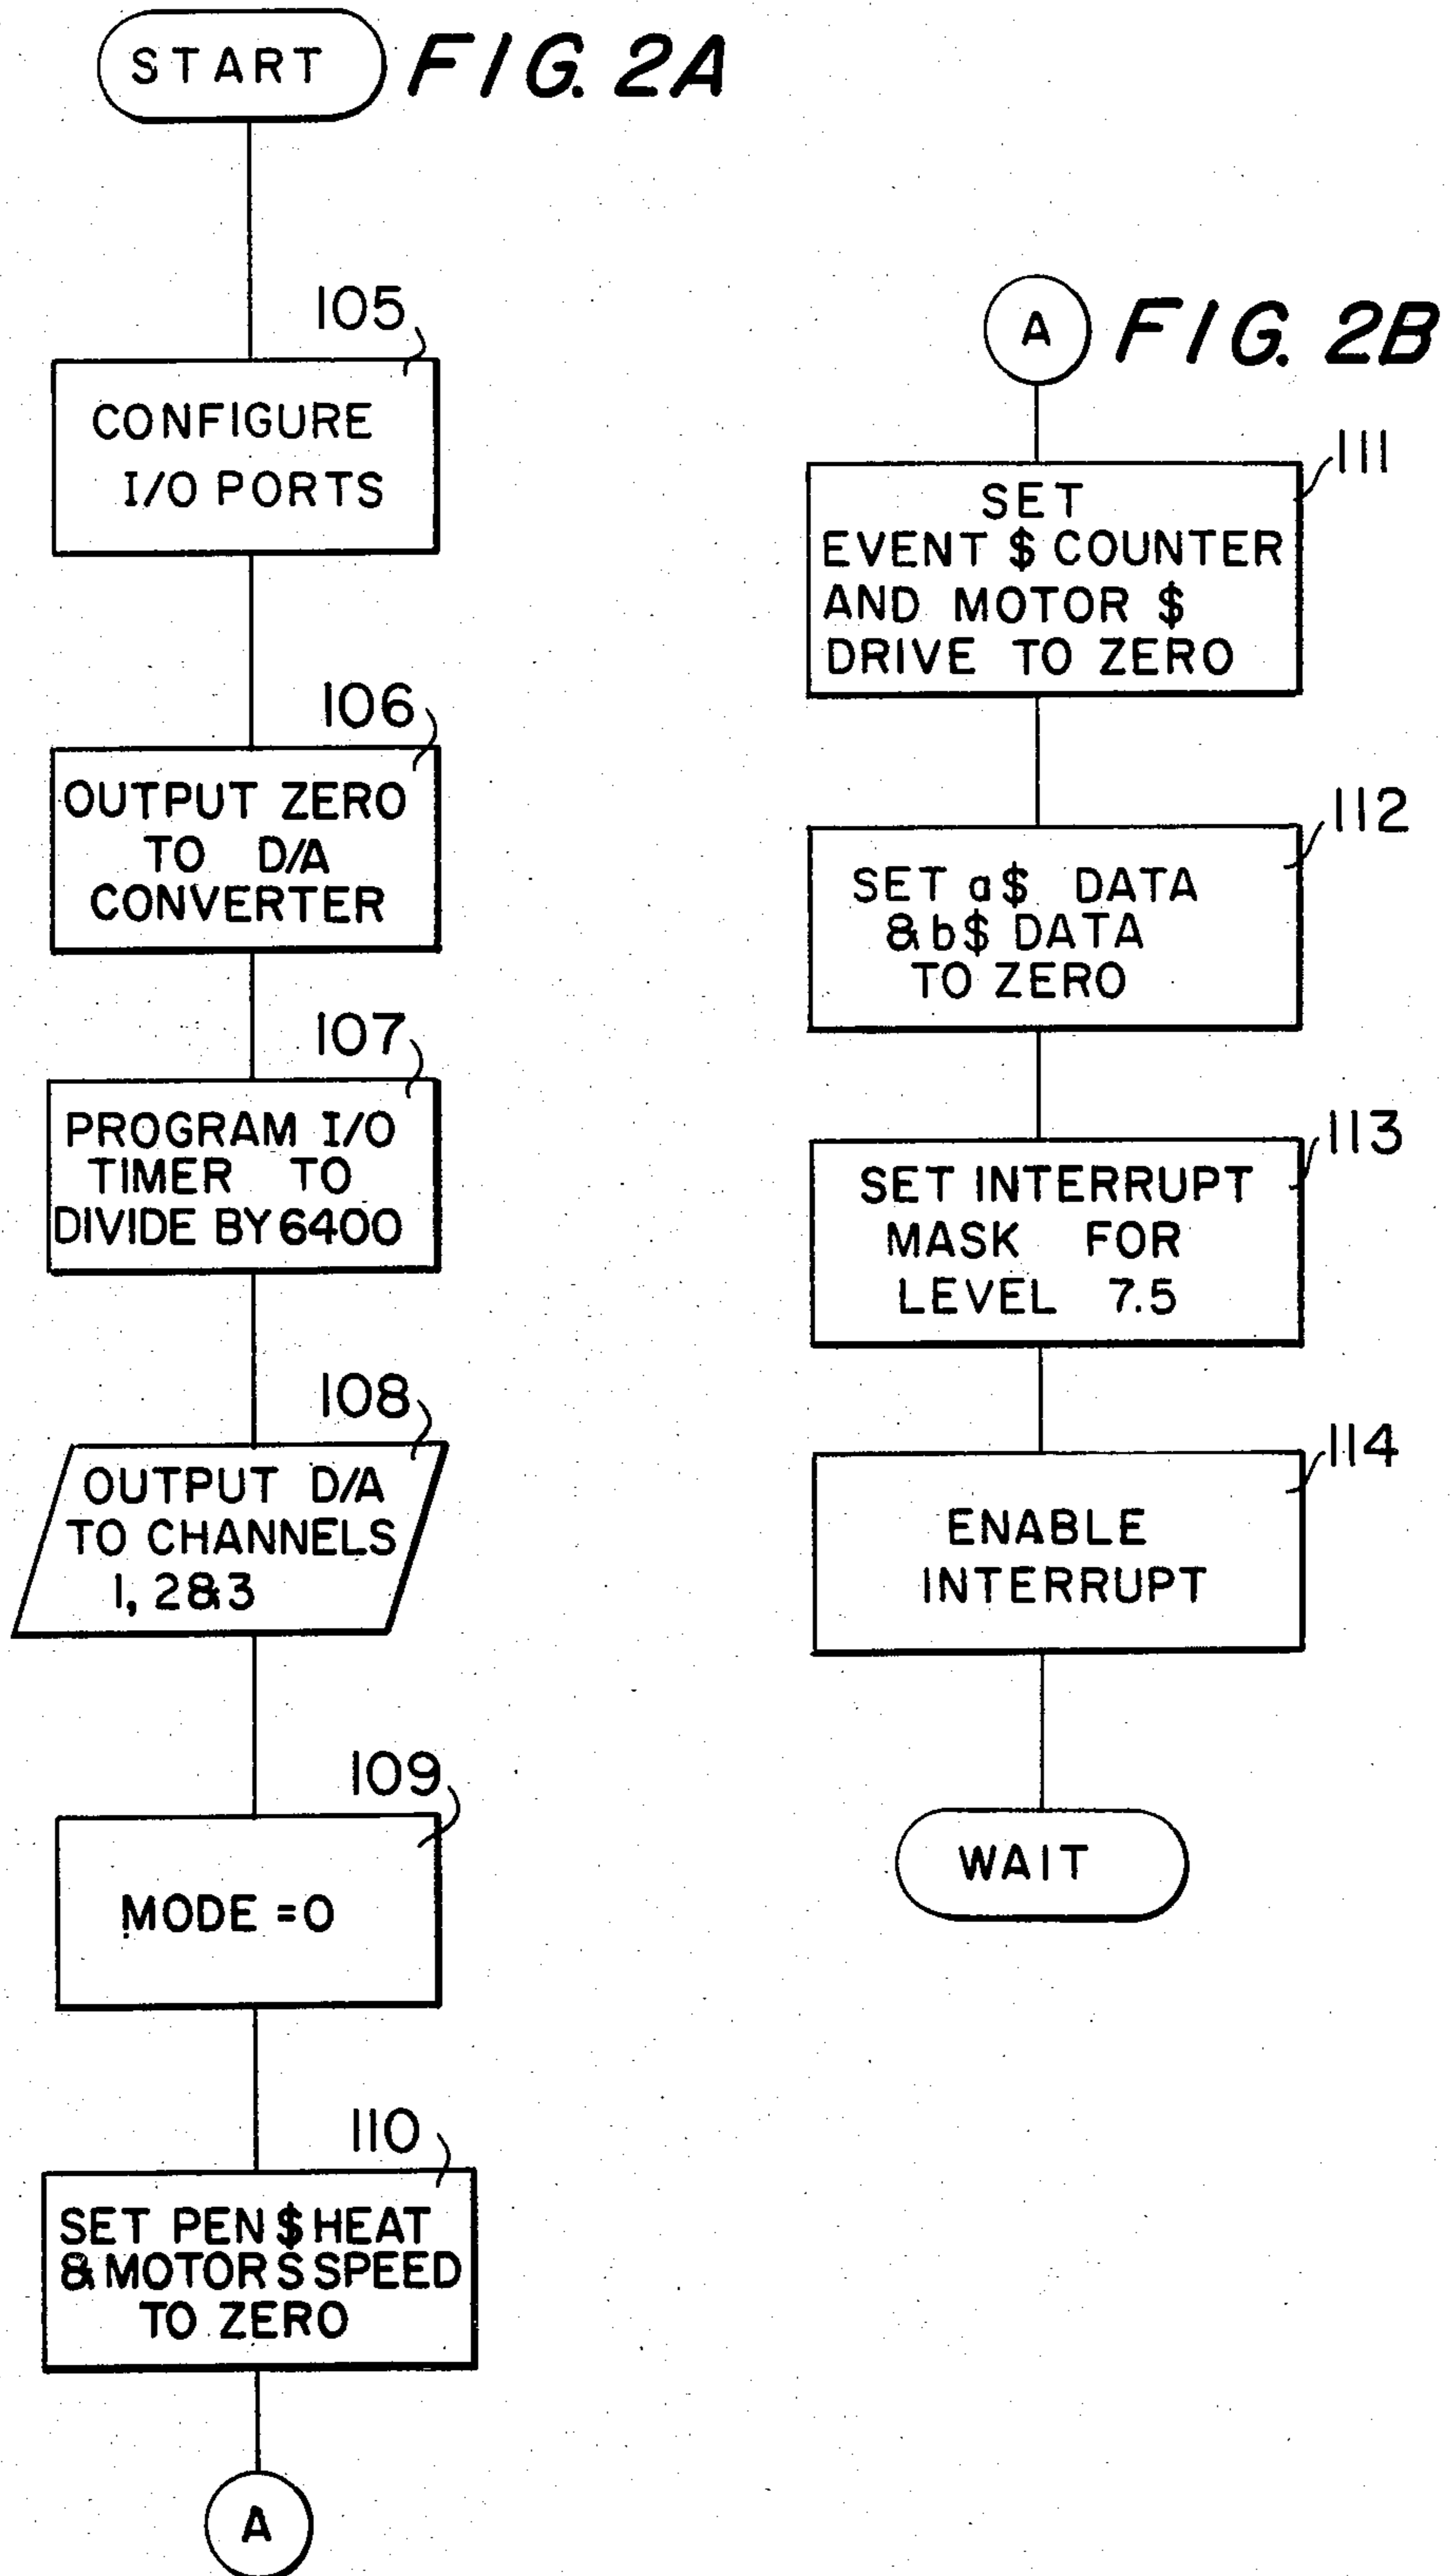 START
FIG. 2A
105
CONFIGURE
I/O PORTS
106
OUTPUT ZERO
TO D/A
CONVERTER
107
PROGRAM I/O
TIMER TO
DIVIDE BY 6400
108
OUTPUT D/A
TO CHANNELS
1, 2&3
109
MODE =0
110
SET PEN $ HEAT
& MOTOR S SPEED
TO ZERO
A
A
FIG. 2B
111
SET
EVENT $ COUNTER
AND MOTOR $
DRIVE TO ZERO
112
SET a$ DATA
& b$ DATA
TO ZERO
113
SET INTERRUPT
MASK FOR
LEVEL 7.5
114
ENABLE
INTERRUPT
WAIT